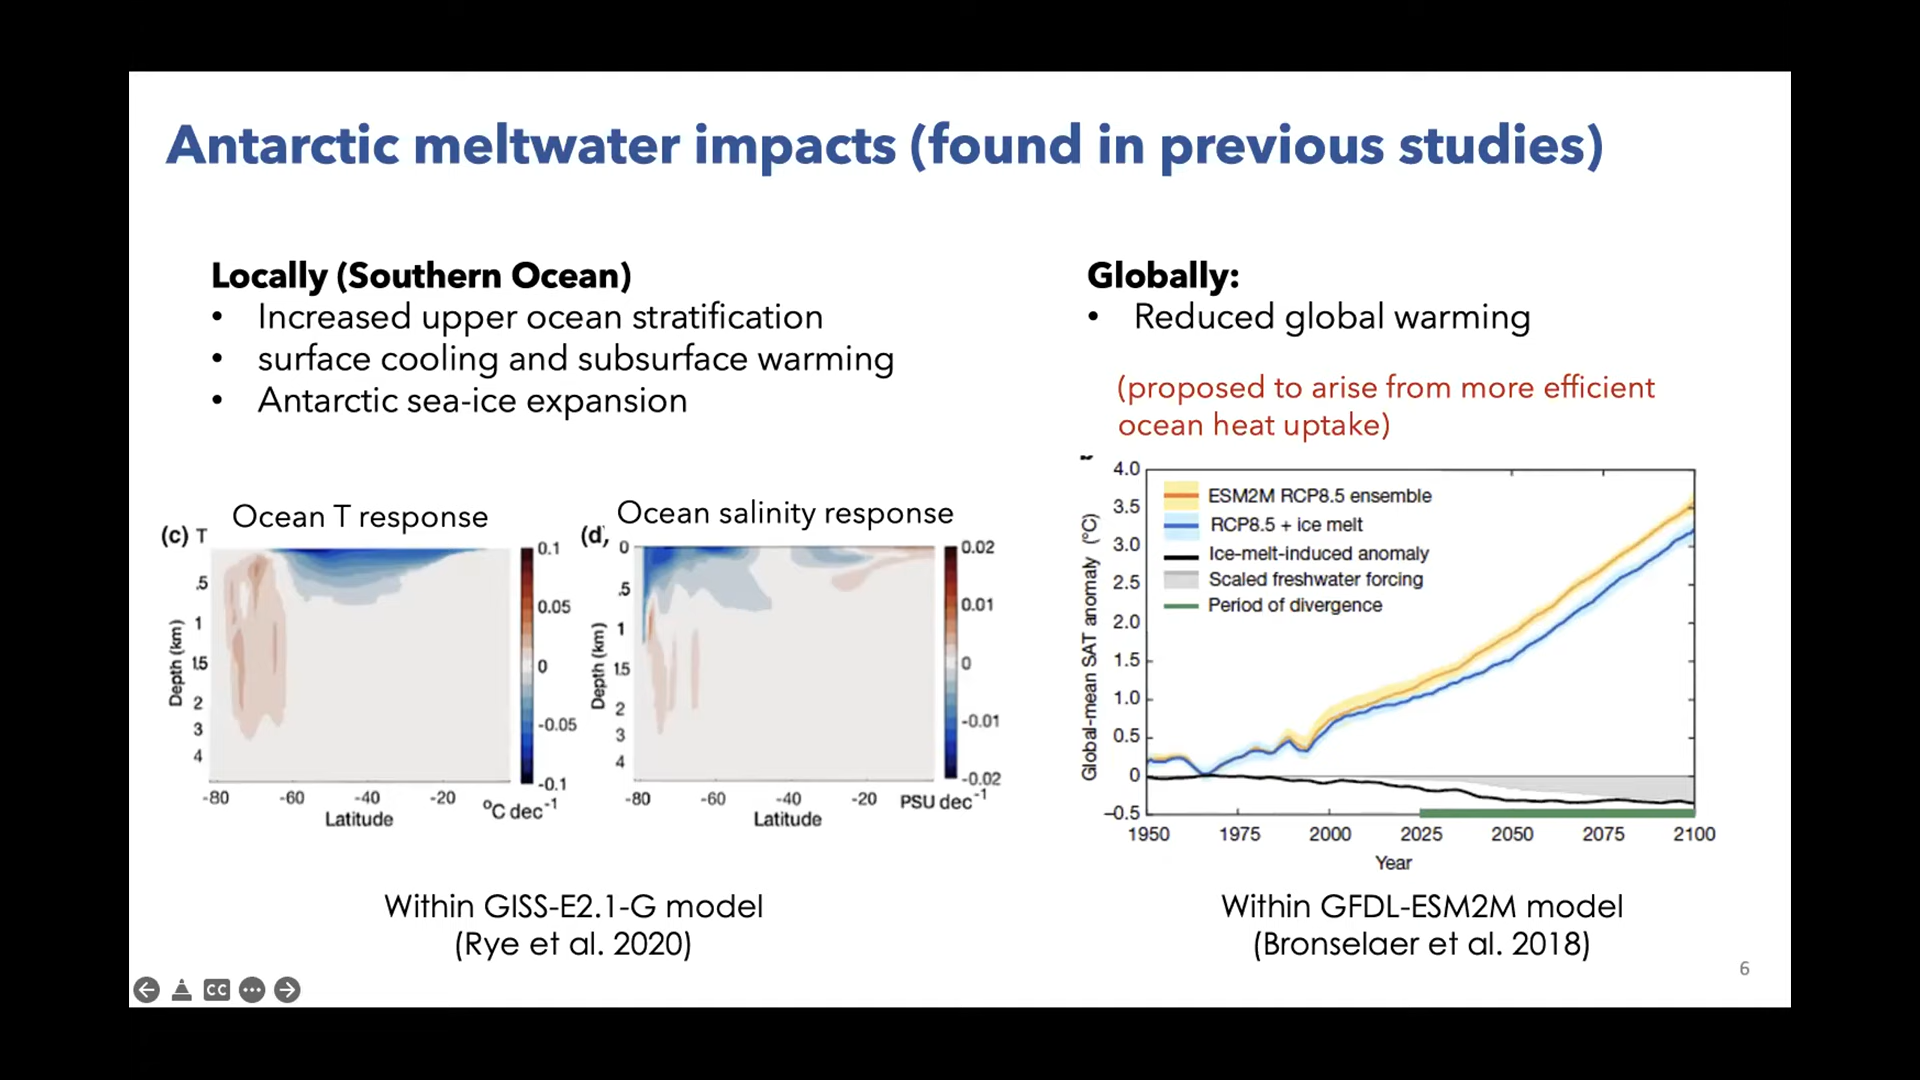 Antarctic meltwater impacts (found in previous studies)
Locally (Southern Ocean)
• Increased upper ocean stratification
• surface cooling and subsurface warming
• Antarctic sea-ice expansion
Globally:
• Reduced global warming
(proposed to arise from more efficient
ocean heat uptake)
(c) T
Ocean T response
.5
1
1.5
2
3
4
Depth (km)
-80 -60 -40 -20
Latitude
0.1
0.05
0
-0.05
-0.1
°C dec-1
(d)
Ocean salinity response
0
.5
1
1.5
2
3
4
Depth (km)
-80 -60 -40 -20
Latitude
0.02
0.01
0
-0.01
-0.02
PSU dec-1
Within GISS-E2.1-G model
(Rye et al. 2020)
Global-mean SAT anomaly (°C)
4.0
3.5
3.0
2.5
2.0
1.5
1.0
0.5
0
–0.5
ESM2M RCP8.5 ensemble
RCP8.5 + ice melt
Ice-melt-induced anomaly
Scaled freshwater forcing
Period of divergence
1950 1975 2000 2025 2050 2075 2100
Year
Within GFDL-ESM2M model
(Bronselaer et al. 2018)
6
CC